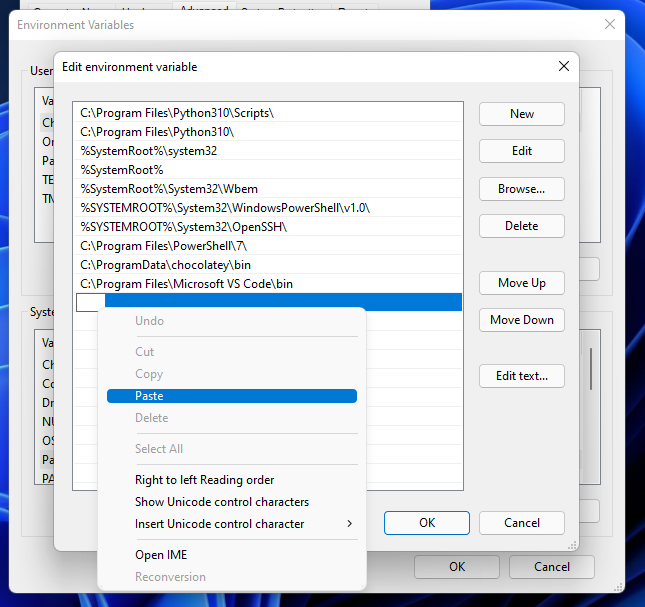 Advanced
Environment Variables
Edit environment variable
User
C:\Program Files\Python310\Scripts\
C:\Program Files\Python310\
%SystemRoot%\system32
%SystemRoot%
%SystemRoot%\System32\Wbem
%SYSTEMROOT%\System32\WindowsPowerShell\v1.0\
%SYSTEMROOT%\System32\OpenSSH\
C:\Program Files\PowerShell\7\
C:\ProgramData\chocolatey\bin
C:\Program Files\Microsoft VS Code\bin
New
Edit
Browse...
Delete
Move Up
Move Down
Edit text...
Va
Ch
On
Pa
TE
TN
Syste
Va
Ch
Co
Dr
NU
OS
Pa
PA
Undo
Cut
Copy
Paste
Delete
Select All
Right to left Reading order
Show Unicode control characters
Insert Unicode control character
Open IME
Reconversion
OK
Cancel
OK
Cancel